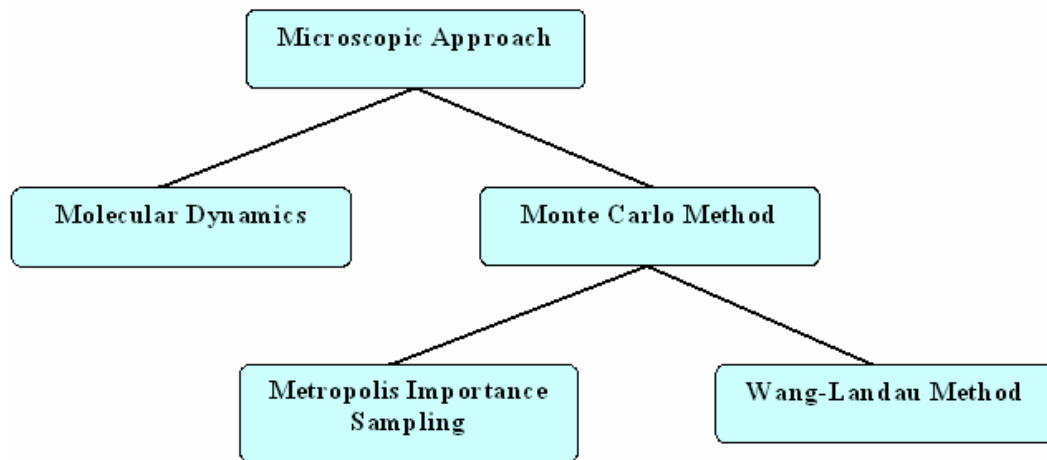 Microscopic Approach
Molecular Dynamics
Monte Carlo Method
Metropolis Importance
Sampling
Wang-Landau Method